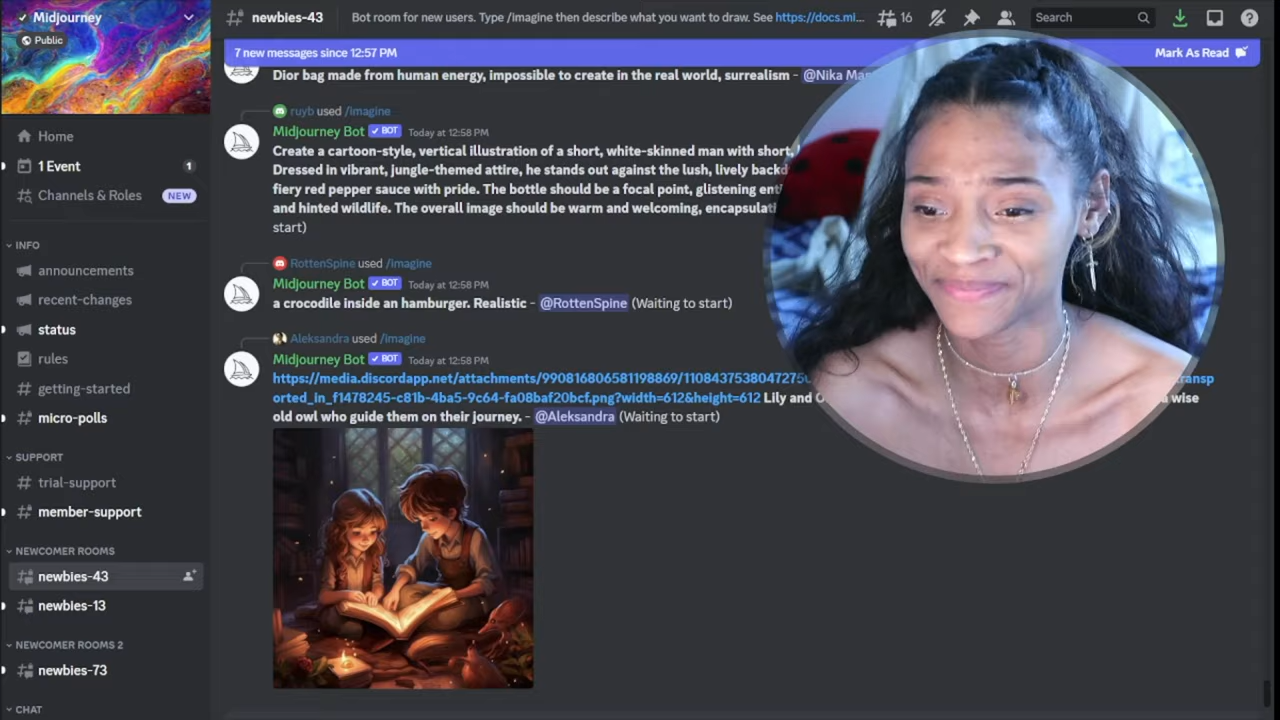 Midjourney
Public
Home
1 Event
1
Channels & Roles
NEW
INFO
announcements
recent-changes
status
rules
getting-started
micro-polls
SUPPORT
trial-support
member-support
NEWCOMER ROOMS
newbies-43
newbies-13
NEWCOMER ROOMS 2
newbies-73
CHAT
newbies-43
Bot room for new users. Type /imagine then describe what you want to draw. See https://docs.mi...
16
Search
7 new messages since 12:57 PM
Mark As Read
Dior bag made from human energy, impossible to create in the real world, surrealism - @Nika
ruyb used /imagine
Midjourney Bot BOT Today at 12:58 PM
Create a cartoon-style, vertical illustration of a short, white-skinned man with short,
Dressed in vibrant, jungle-themed attire, he stands out against the lush, lively
fiery red pepper sauce with pride. The bottle should be a focal point, glistening
and hinted wildlife. The overall image should be warm and welcoming,
start)
RottenSpine used /imagine
Midjourney Bot BOT Today at 12:58 PM
a crocodile inside an hamburger. Realistic - @RottenSpine (Waiting to start)
Aleksandra used /imagine
Midjourney Bot BOT Today at 12:58 PM
https://media.discordapp.net/attachments/990816806581198869/11084375380472750 transp
orted_in_f1478245-c81b-4ba5-9c64-fa08baf20bcf.png?width=612&height=612 Lily and a wise
old owl who guide them on their journey. - @Aleksandra (Waiting to start)